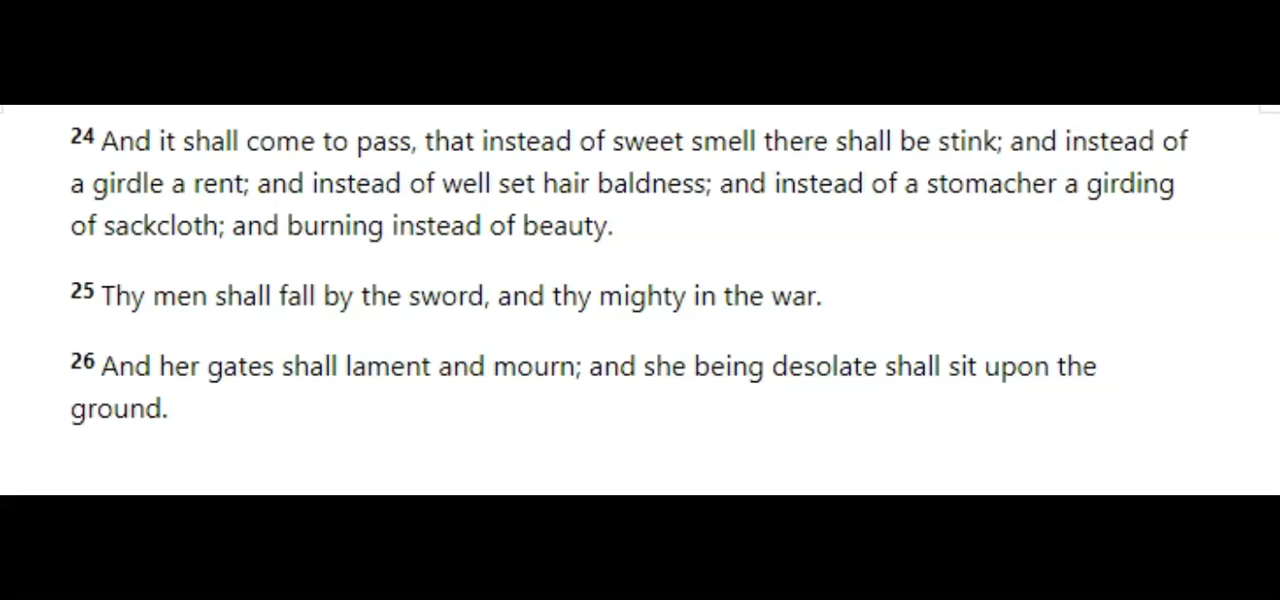 24 And it shall come to pass, that instead of sweet smell there shall be stink; and instead of
a girdle a rent; and instead of well set hair baldness; and instead of a stomacher a girding
of sackcloth; and burning instead of beauty.
25 Thy men shall fall by the sword, and thy mighty in the war.
26 And her gates shall lament and mourn; and she being desolate shall sit upon the
ground.